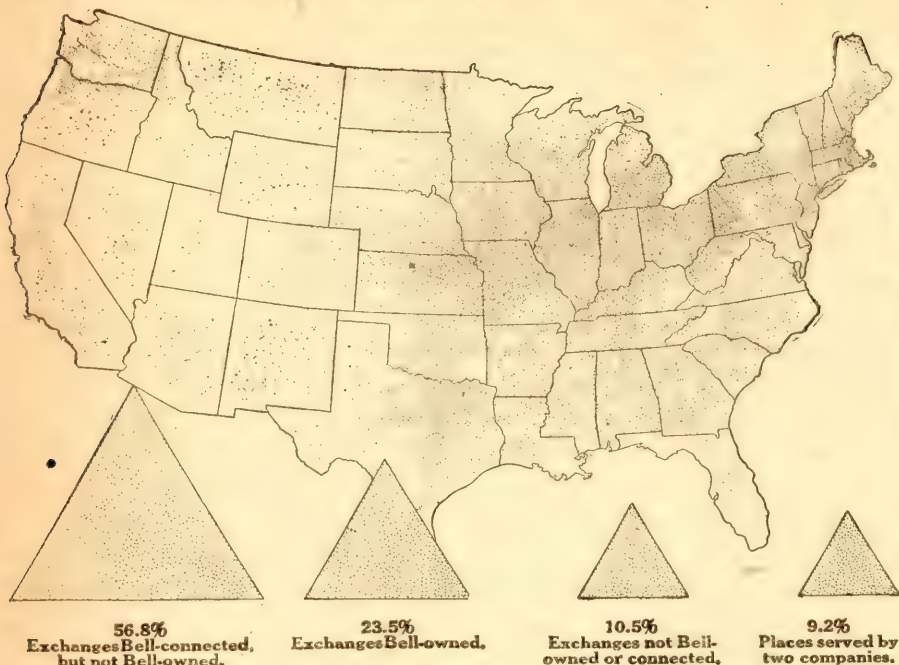 56.8%
Exchanges Bell-connected,
but not Bell-owned.
23.5%
Exchanges Bell-owned.
10.5%
Exchanges not Bell-
owned or connected.
9.2%
Places served by
two companies.